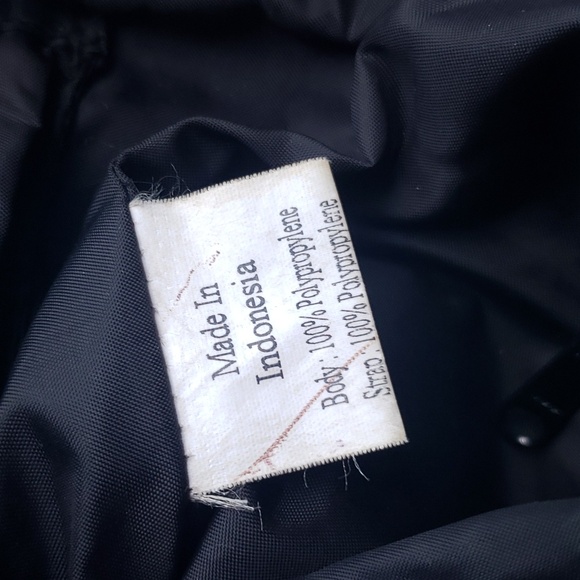 Made In
Indonesia
Body : 100% Polypropylene
Strap : 100% Polypropylene